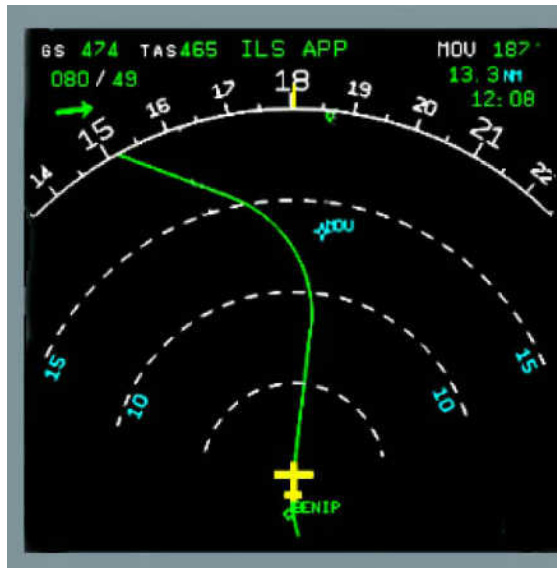 GS 474 TAS465 ILS APP MOU 187°
080 / 49 13.3 NM
12:08
14 15 16 17 18 19 20 21 22
MOU
15 15
10 10
BENIP